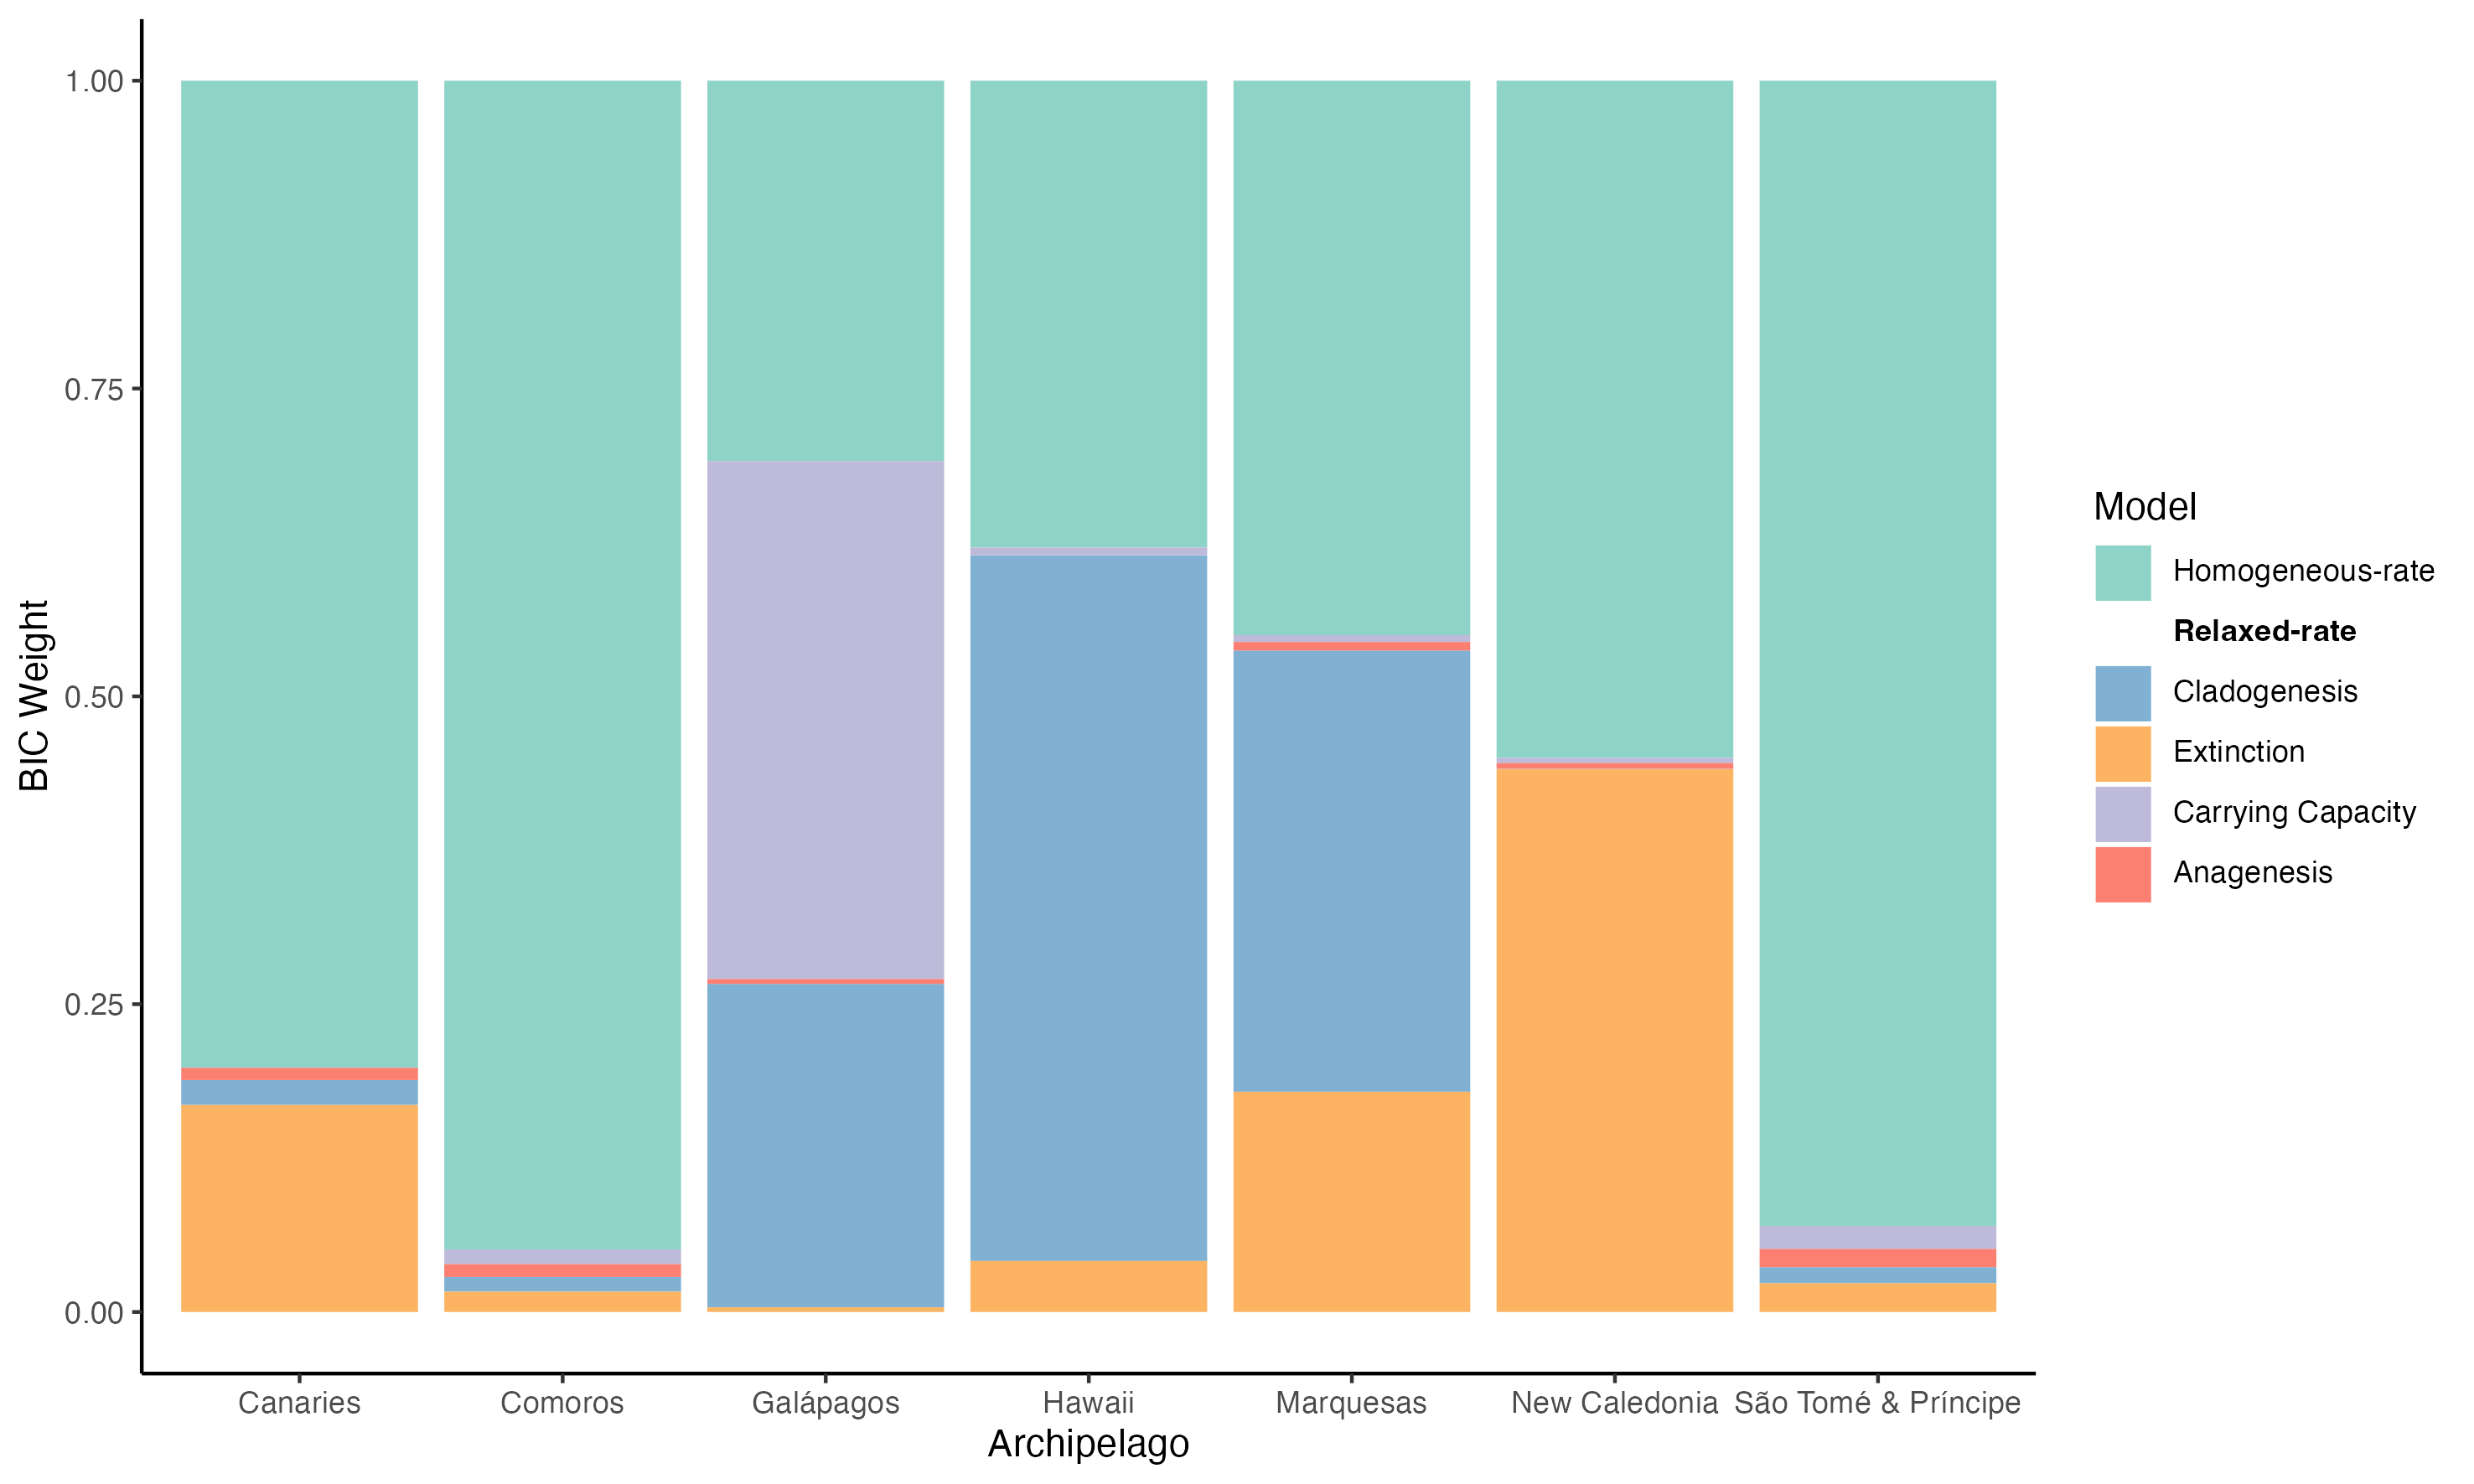 1.00
0.75
0.50
0.25
0.00
BIC Weight
Canaries
Comoros
Galápagos
Hawaii
Marquesas
New Caledonia
São Tomé & Príncipe
Archipelago
Model
Homogeneous-rate
Relaxed-rate
Cladogenesis
Extinction
Carrying Capacity
Anagenesis